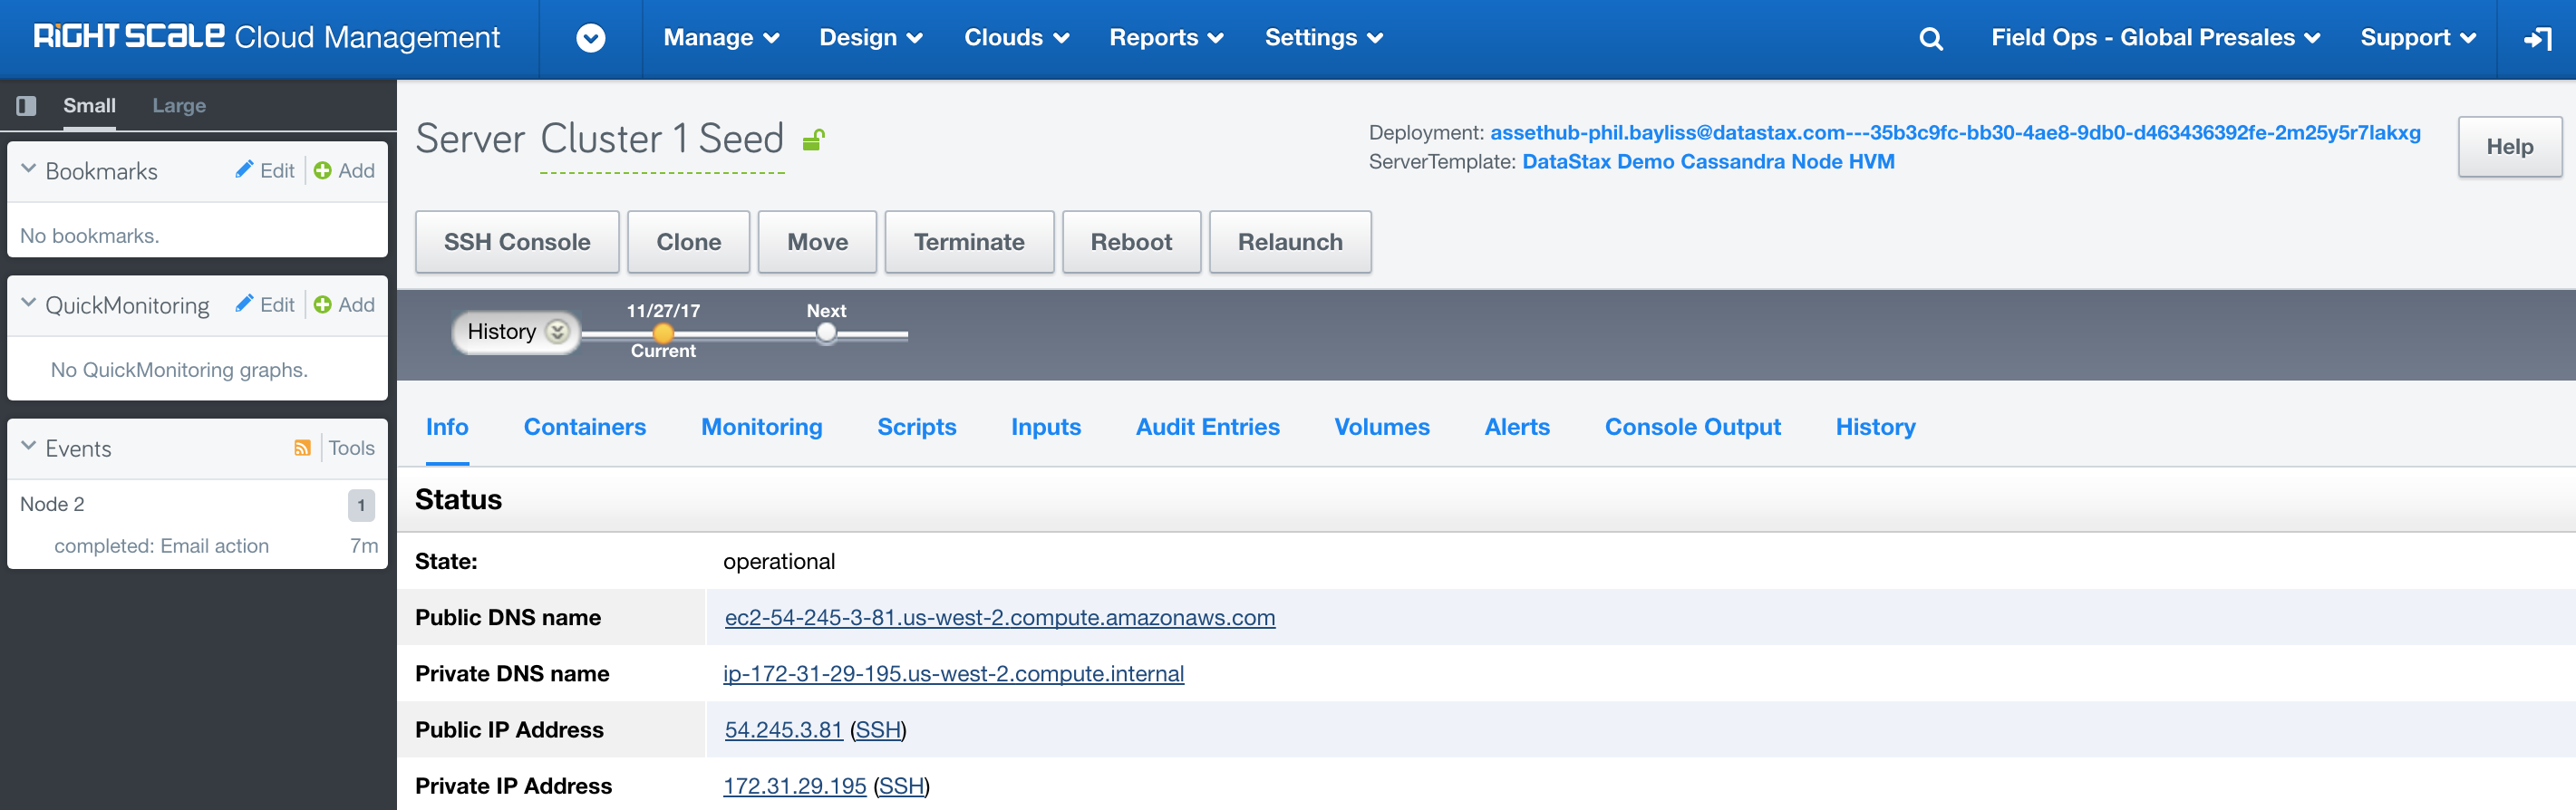 RIGHTSCALE Cloud Management Manage Design Clouds Reports Settings Field Ops - Global Presales Support
Small Large
Bookmarks Edit Add
No bookmarks.
QuickMonitoring Edit Add
No QuickMonitoring graphs.
Events Tools
Node 2 1
completed: Email action 7m
Server Cluster 1 Seed
Deployment: assethub-phil.bayliss@datastax.com---35b3c9fc-bb30-4ae8-9db0-d463436392fe-2m25y5r7lakxg
ServerTemplate: DataStax Demo Cassandra Node HVM
Help
SSH Console Clone Move Terminate Reboot Relaunch
History 11/27/17 Next
Current
Info Containers Monitoring Scripts Inputs Audit Entries Volumes Alerts Console Output History
Status
State: operational
Public DNS name ec2-54-245-3-81.us-west-2.compute.amazonaws.com
Private DNS name ip-172-31-29-195.us-west-2.compute.internal
Public IP Address 54.245.3.81 (SSH)
Private IP Address 172.31.29.195 (SSH)